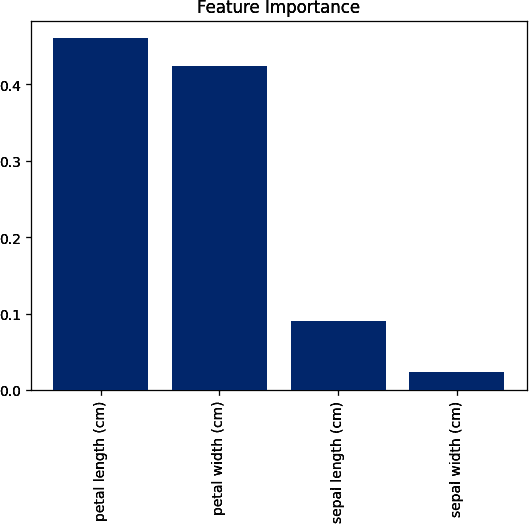 Feature Importance
0.4
0.3
0.2
0.1
0.0
petal length (cm)
petal width (cm)
sepal length (cm)
sepal width (cm)